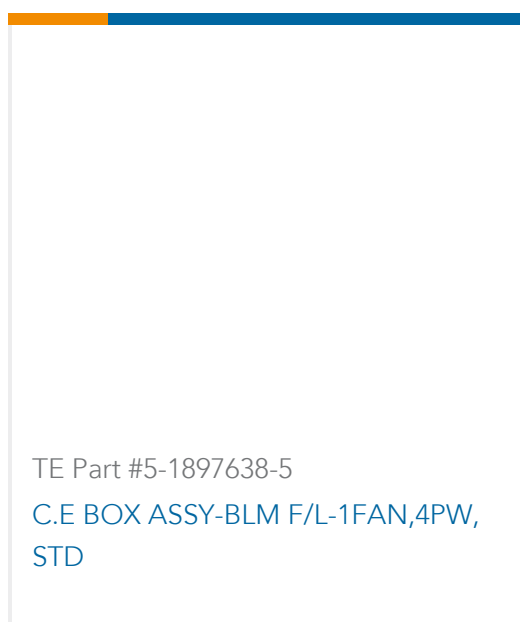 TE Part #5-1897638-5
C.E BOX ASSY-BLM F/L-1FAN,4PW,
STD